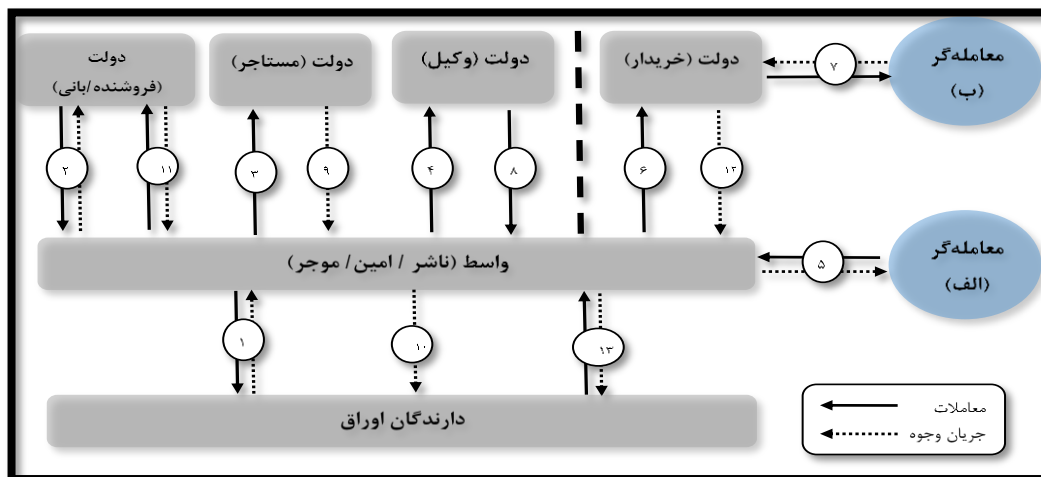 معامله‌گر
(ب)
۷
دولت (خریدار)
دولت (وکیل)
دولت (مستاجر)
دولت
(فروشنده/بانی)
۱۲
۶
۸
۴
۹
۳
۱۱
۲
معامله‌گر
(الف)
۵
واسط (ناشر / امین/ موجر)
۱۳
۱۰
۱
دارندگان اوراق
معاملات
جریان وجوه